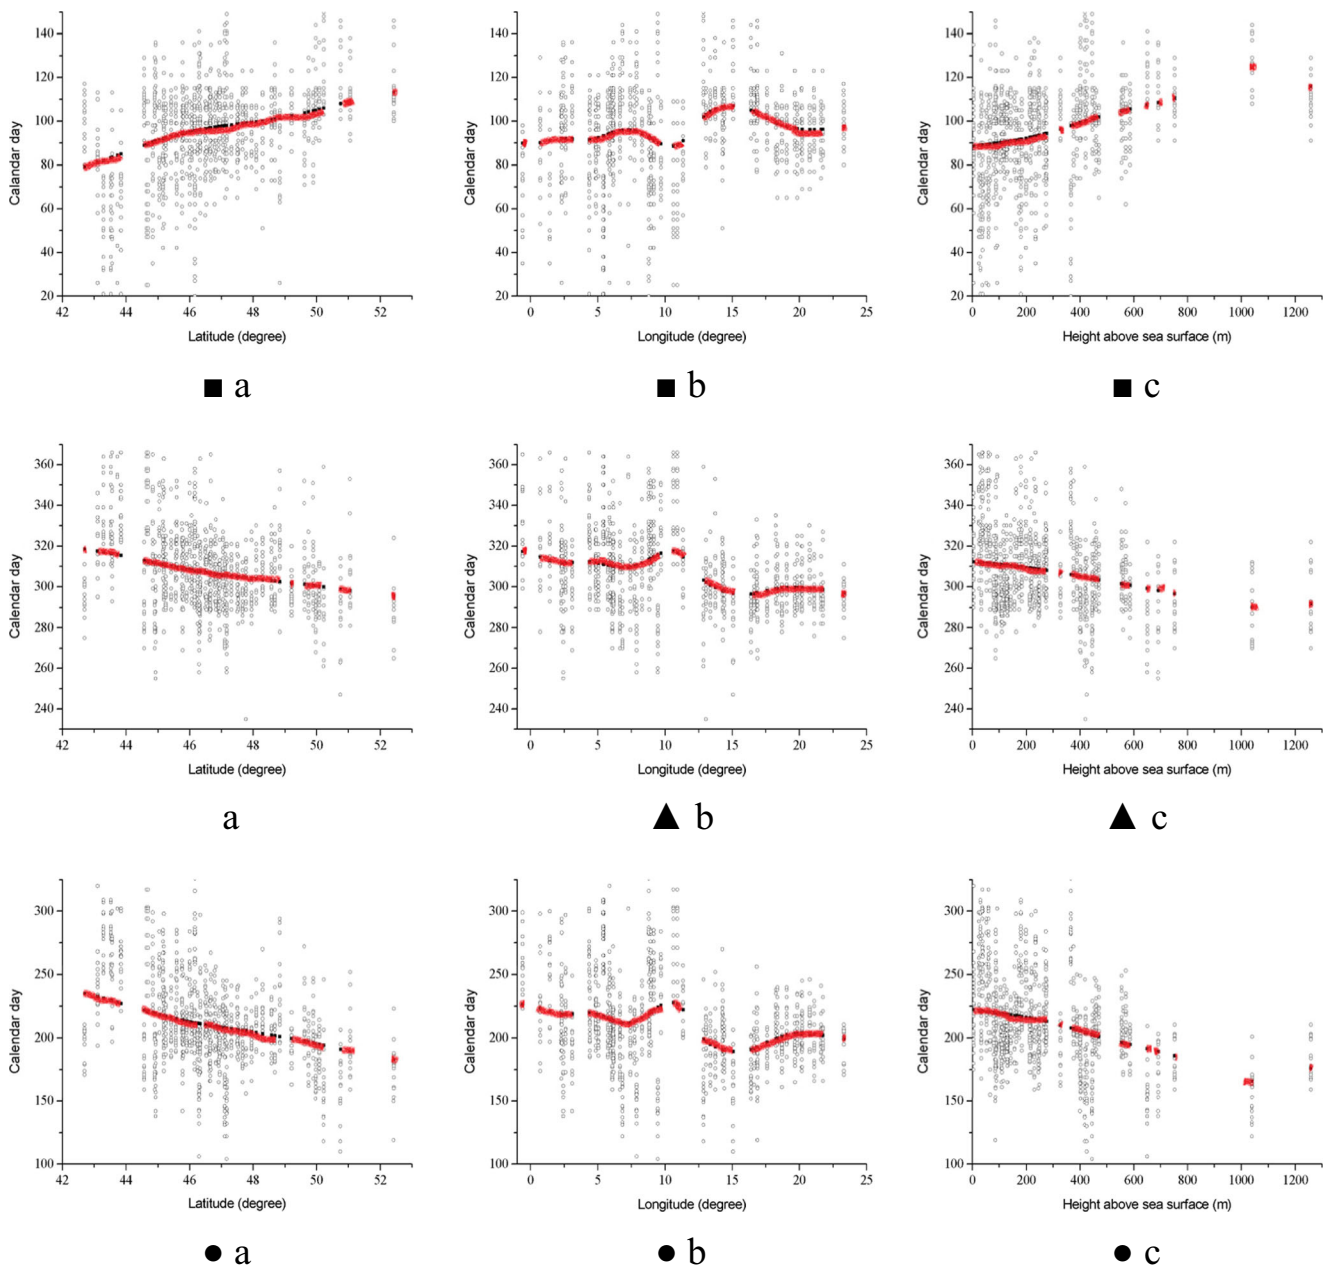 140
120
100
80
60
40
20
Calandar day
42 44 46 48 50 52
Latitude (degree)
140
120
100
80
60
40
20
Calendar day
0 5 10 15 20 25
Longitude (degree)
140
120
100
80
60
40
20
Calendar day
0 200 400 600 800 1000 1200
Height above sea surface (m)
■ a
■ b
■ c
360
340
320
300
280
260
240
Calendar day
42 44 46 48 50 52
Latitude (degree)
360
340
320
300
280
260
240
Calendar day
0 5 10 15 20 25
Longitude (degree)
360
340
320
300
280
260
240
Calendar day
0 200 400 600 800 1000 1200
Height above sea surface (m)
a
▲ b
▲ c
300
250
200
150
100
Calendar day
42 44 46 48 50 52
Latitude (degree)
300
250
200
150
100
Calendar day
0 5 10 15 20 25
Longitude (degree)
300
250
200
150
100
Calendar day
0 200 400 600 800 1000 1200
Height above sea surface (m)
● a
● b
● c